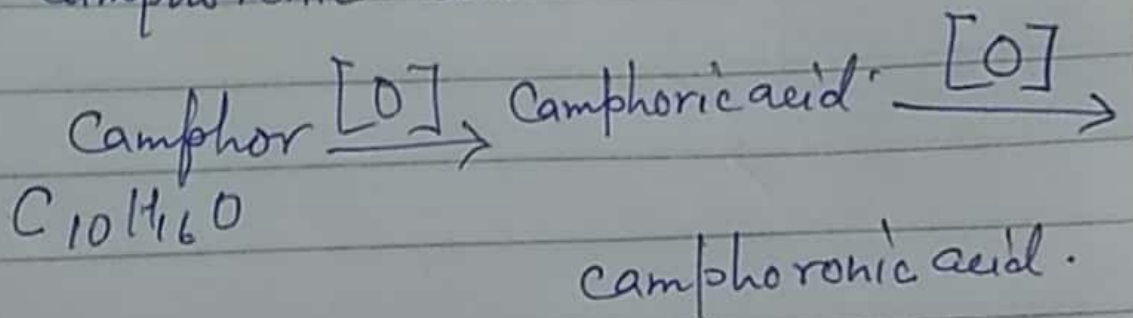 Camphor [O] → Camphoric acid. [O] →
C10H16O
camphoronic acid.